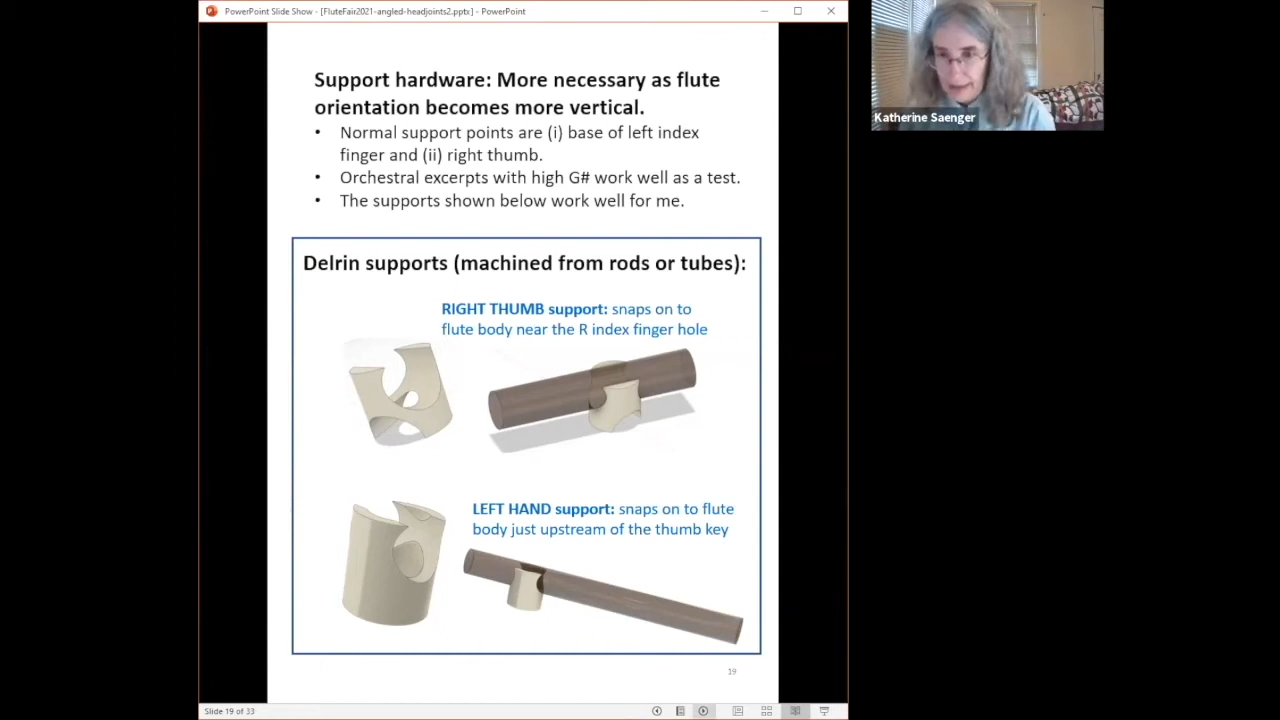 PowerPoint Slide Show - [FluteFair2021-angled-headjoints2.pptx] - PowerPoint
Katherine Saenger
Support hardware: More necessary as flute
orientation becomes more vertical.
• Normal support points are (i) base of left index
finger and (ii) right thumb.
• Orchestral excerpts with high G# work well as a test.
• The supports shown below work well for me.
Delrin supports (machined from rods or tubes):
RIGHT THUMB support: snaps on to
flute body near the R index finger hole
LEFT HAND support: snaps on to flute
body just upstream of the thumb key
19
Slide 19 of 33